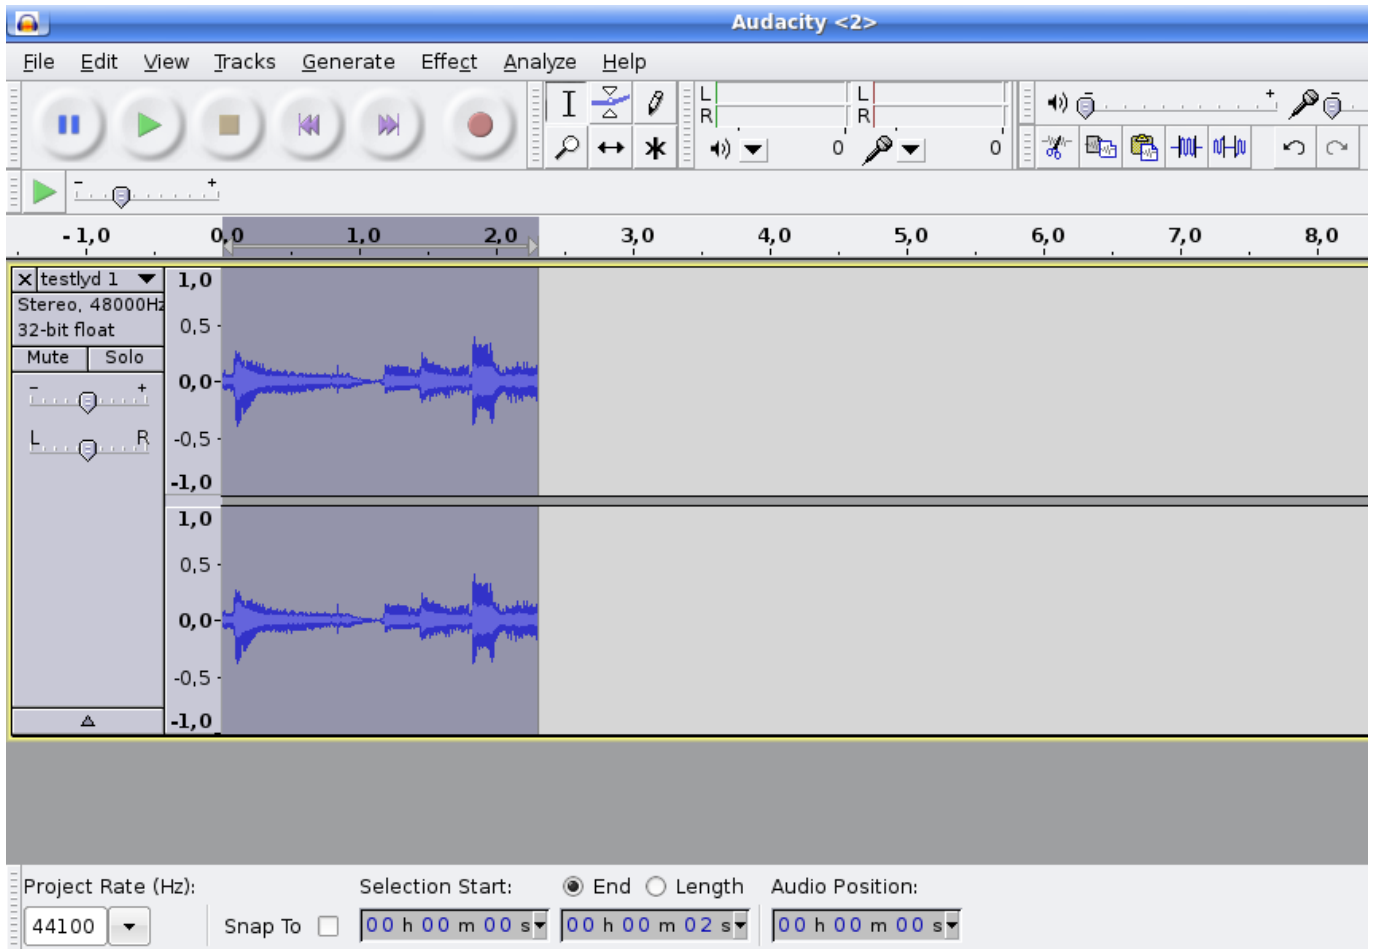 Audacity <2>
File Edit View Tracks Generate Effect Analyze Help
L
R
L
R
0
0
- +
- 1,0 0,0 1,0 2,0 3,0 4,0 5,0 6,0 7,0 8,0
testlyd 1
Stereo, 48000Hz
32-bit float
Mute Solo
- +
L R
1,0
0,5
0,0
-0,5
-1,0
1,0
0,5
0,0
-0,5
-1,0
Project Rate (Hz): Selection Start: End Length Audio Position:
44100 Snap To 00 h 00 m 00 s 00 h 00 m 02 s 00 h 00 m 00 s